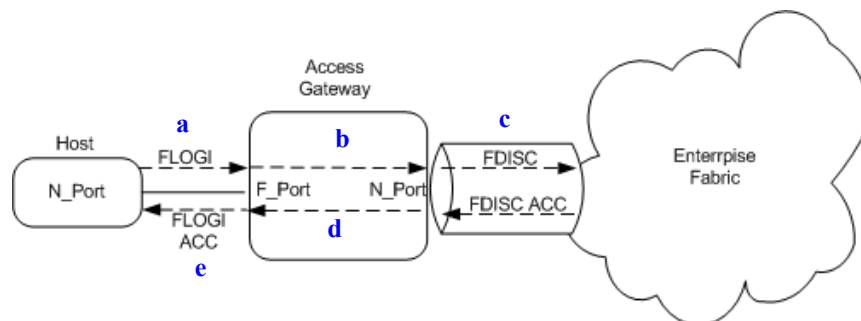 Access
Gateway
a
b
c
Host
FLOGI
FDISC
Enterrpise
Fabric
N_Port
F_Port
N_Port
FLOGI
ACC
d
FDISC ACC
e